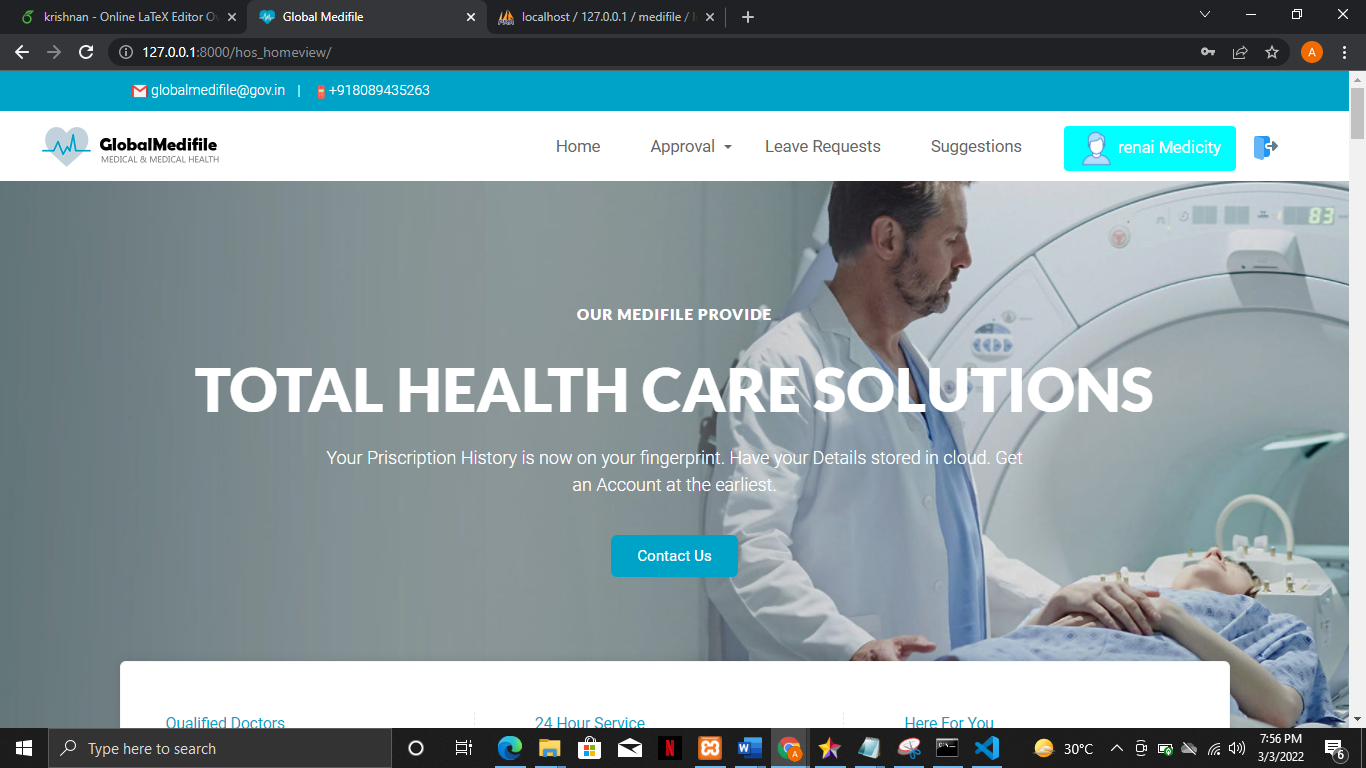 krishnan - Online LaTeX Editor Ov
Global Medifile
localhost / 127.0.0.1 / medifile / l
127.0.0.1:8000/hos_homeview/
A
globalmedifile@gov.in | +918089435263
GlobalMedifile
MEDICAL & MEDICAL HEALTH
Home
Approval
Leave Requests
Suggestions
renai Medicity
83
OUR MEDIFILE PROVIDE
TOTAL HEALTH CARE SOLUTIONS
Your Priscription History is now on your fingerprint. Have your Details stored in cloud. Get
an Account at the earliest.
Contact Us
Qualified Doctors
24 Hour Service
Here For You
Type here to search
30°C
7:56 PM
3/3/2022
6